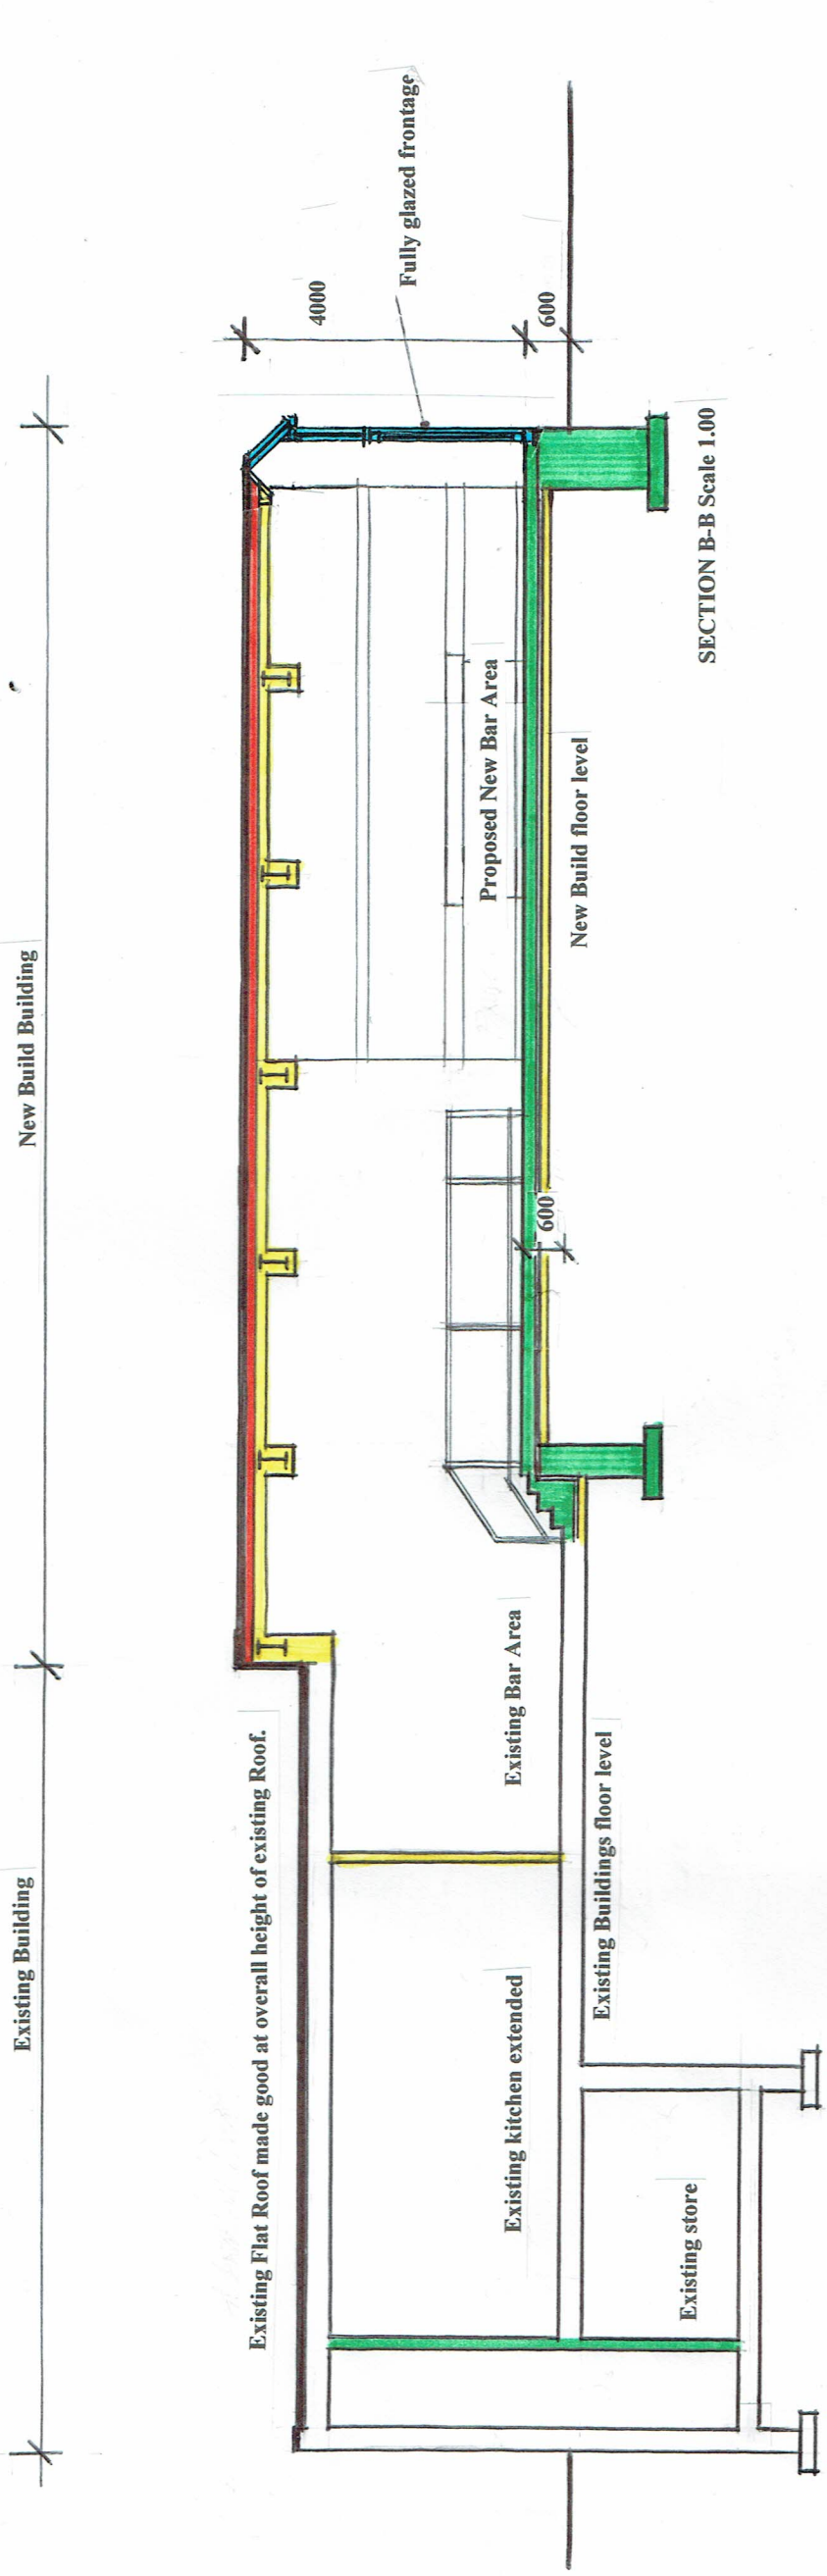 Existing Building
New Build Building
Existing Flat Roof made good at overall height of existing Roof.
4000
Fully glazed frontage
600
Existing kitchen extended
Existing Bar Area
Proposed New Bar Area
600
Existing Buildings floor level
New Build floor level
Existing store
SECTION B-B Scale 1.00